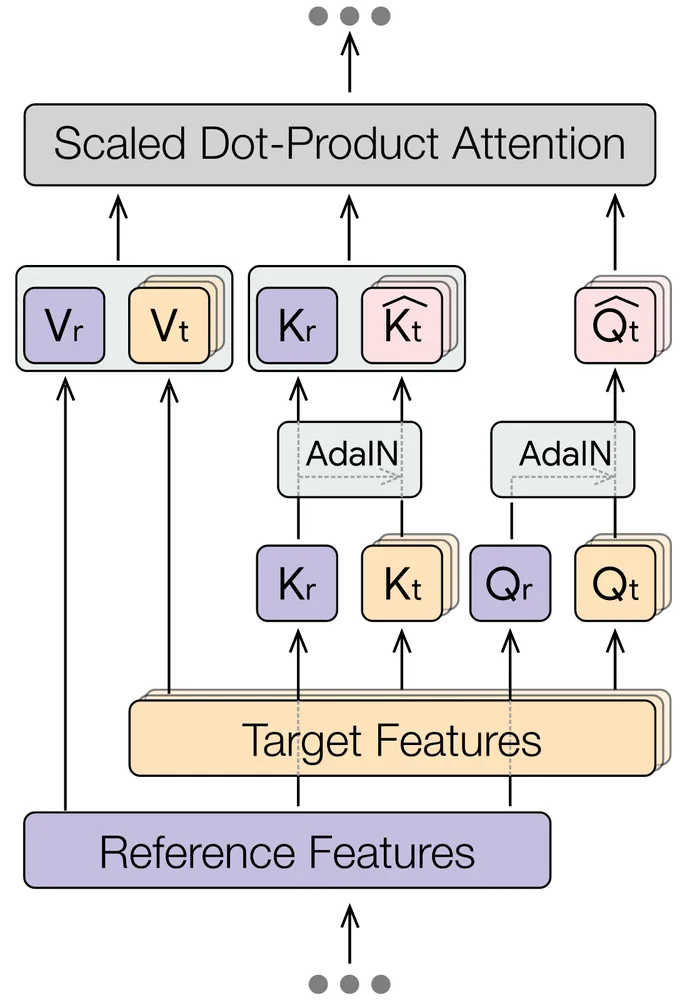 Scaled Dot-Product Attention
Vr Vt Kr K̂t Q̂t
AdaIN AdaIN
Kr Kt Qr Qt
Target Features
Reference Features